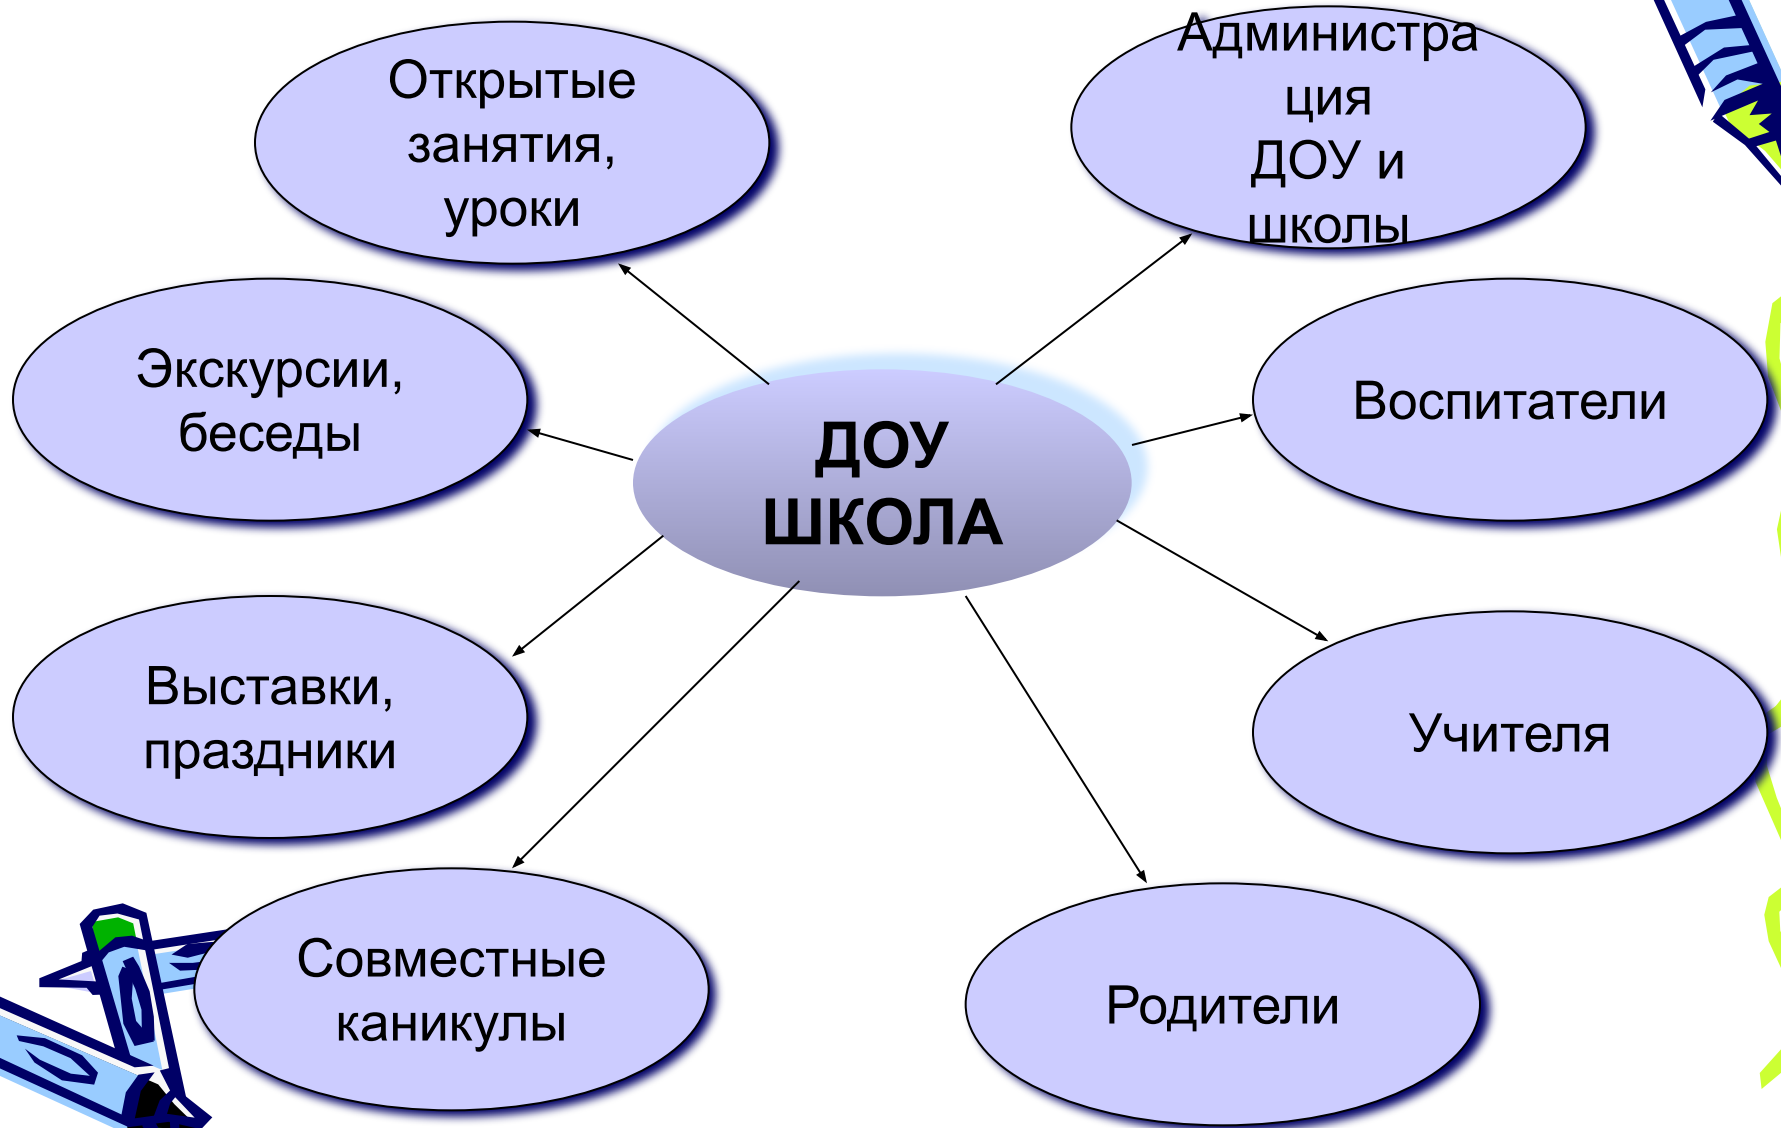 Открытые
занятия,
уроки
Администра
ция
ДОУ и
школы
Экскурсии,
беседы
Воспитатели
ДОУ
ШКОЛА
Выставки,
праздники
Учителя
Совместные
каникулы
Родители